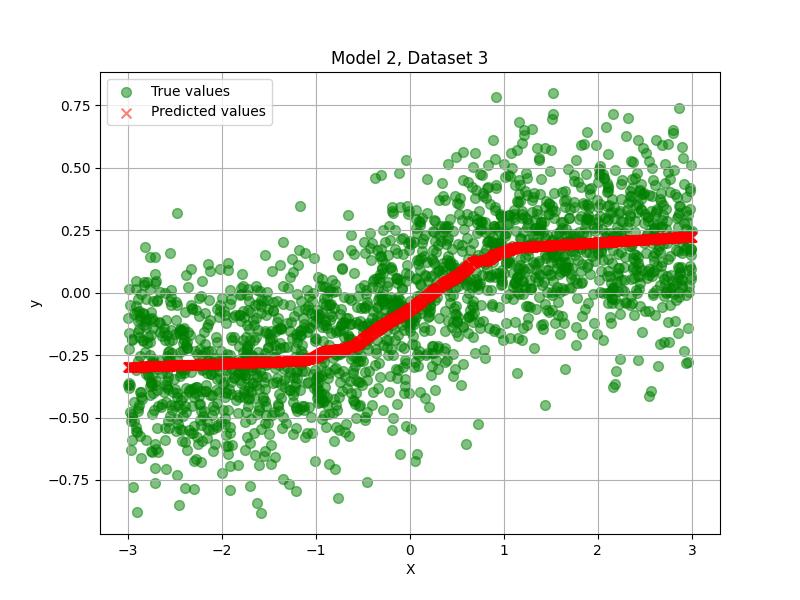 Model 2, Dataset 3
True values
Predicted values
0.75
0.50
0.25
0.00
−0.25
−0.50
−0.75
y
−3
−2
−1
0
1
2
3
X